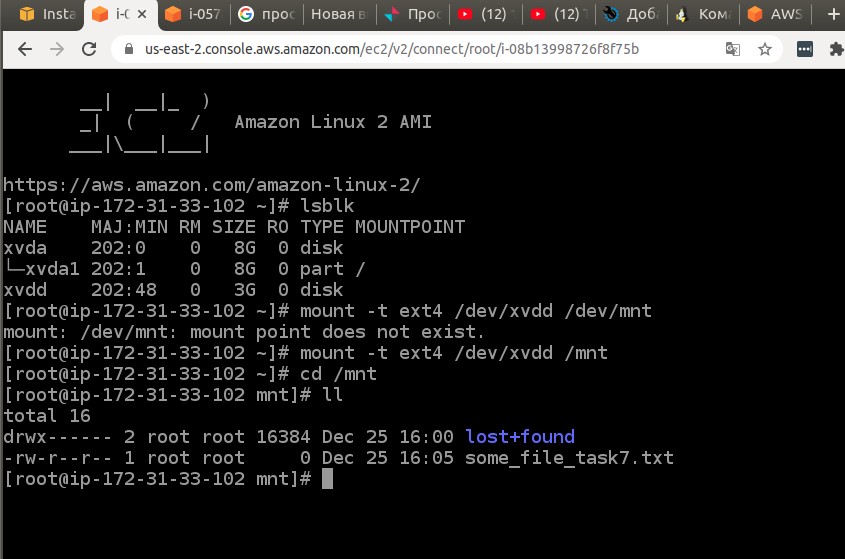 Insta
i-0
i-057
прос
Новая в
Прос
(12)
(12)
Доба
Кома
AWS
us-east-2.console.aws.amazon.com/ec2/v2/connect/root/i-08b13998726f8f75b
       __|  __|_  )
       _|  (     /   Amazon Linux 2 AMI
      ___|\___|___|
https://aws.amazon.com/amazon-linux-2/
[root@ip-172-31-33-102 ~]# lsblk
NAME    MAJ:MIN RM SIZE RO TYPE MOUNTPOINT
xvda    202:0    0   8G  0 disk
└─xvda1 202:1    0   8G  0 part /
xvdd    202:48   0   3G  0 disk
[root@ip-172-31-33-102 ~]# mount -t ext4 /dev/xvdd /dev/mnt
mount: /dev/mnt: mount point does not exist.
[root@ip-172-31-33-102 ~]# mount -t ext4 /dev/xvdd /mnt
[root@ip-172-31-33-102 ~]# cd /mnt
[root@ip-172-31-33-102 mnt]# ll
total 16
drwx------ 2 root root 16384 Dec 25 16:00 lost+found
-rw-r--r-- 1 root root     0 Dec 25 16:05 some_file_task7.txt
[root@ip-172-31-33-102 mnt]#